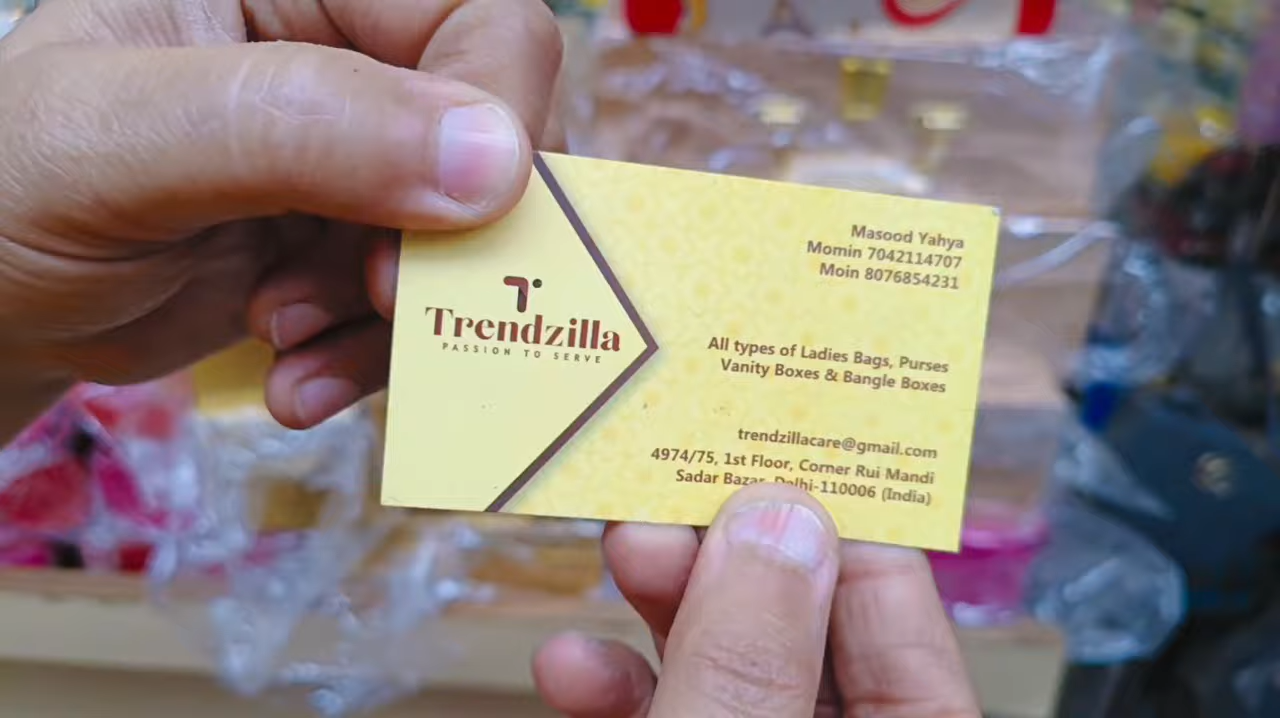 Trendzilla
PASSION TO SERVE
Masood Yahya
Momin 7042114707
Moin 8076854231
All types of Ladies Bags, Purses
Vanity Boxes & Bangle Boxes
trendzillacare@gmail.com
4974/75, 1st Floor, Corner Rui Mandi
Sadar Bazar, Delhi-110006 (India)